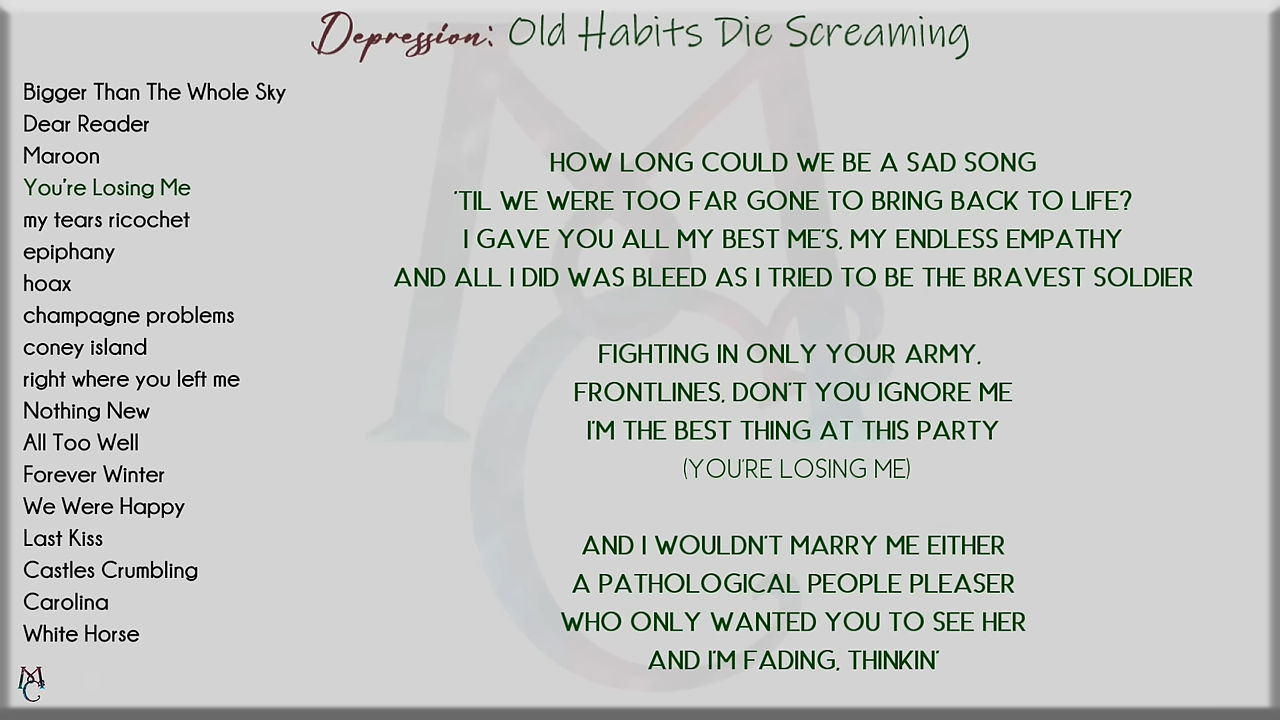 Depression: Old Habits Die Screaming
Bigger Than The Whole Sky
Dear Reader
Maroon
You're Losing Me
my tears ricochet
epiphany
hoax
champagne problems
coney island
right where you left me
Nothing New
All Too Well
Forever Winter
We Were Happy
Last Kiss
Castles Crumbling
Carolina
White Horse
HOW LONG COULD WE BE A SAD SONG
'TIL WE WERE TOO FAR GONE TO BRING BACK TO LIFE?
I GAVE YOU ALL MY BEST ME'S, MY ENDLESS EMPATHY
AND ALL I DID WAS BLEED AS I TRIED TO BE THE BRAVEST SOLDIER
FIGHTING IN ONLY YOUR ARMY,
FRONTLINES, DON'T YOU IGNORE ME
I'M THE BEST THING AT THIS PARTY
(YOU'RE LOSING ME)
AND I WOULDN'T MARRY ME EITHER
A PATHOLOGICAL PEOPLE PLEASER
WHO ONLY WANTED YOU TO SEE HER
AND I'M FADING, THINKIN'